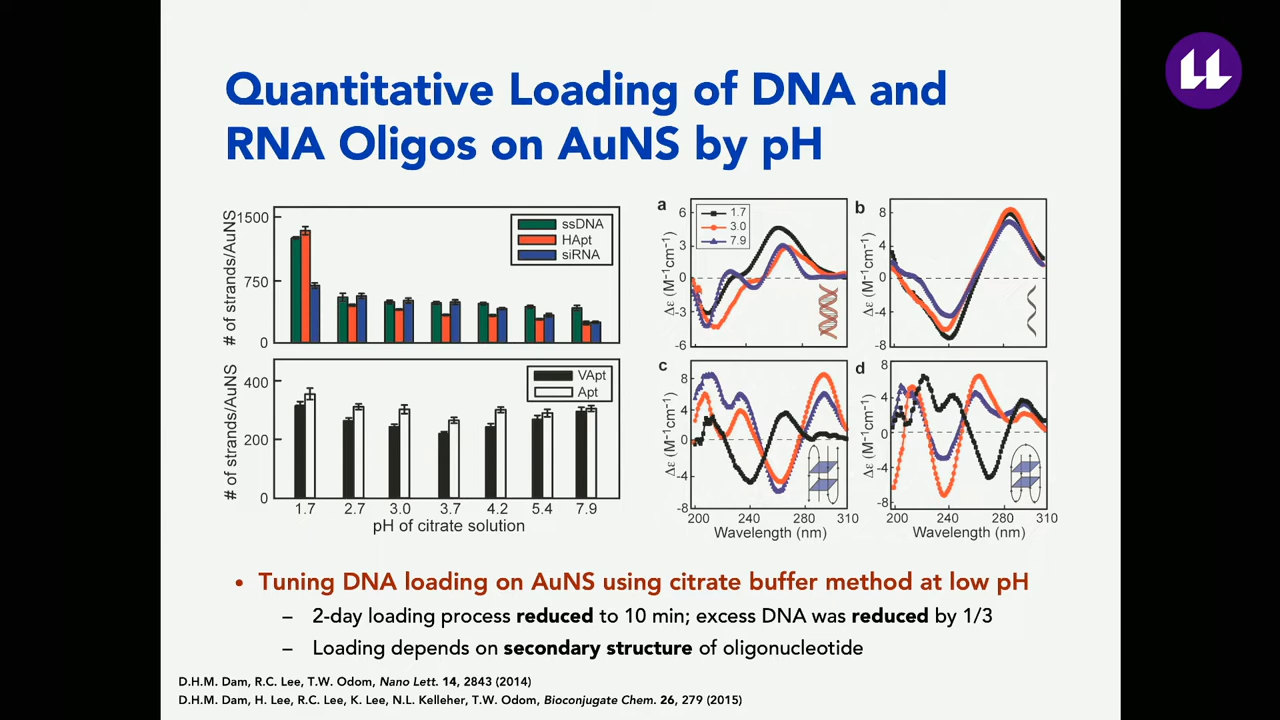 Quantitative Loading of DNA and
RNA Oligos on AuNS by pH
# of strands/AuNS
1500
750
0
ssDNA
HApt
siRNA
# of strands/AuNS
400
200
0
VApt
Apt
1.7 2.7 3.0 3.7 4.2 5.4 7.9
pH of citrate solution
a
Δε (M⁻¹cm⁻¹)
6
3
0
-3
-6
1.7
3.0
7.9
b
Δε (M⁻¹cm⁻¹)
8
4
0
-4
-8
c
Δε (M⁻¹cm⁻¹)
8
4
0
-4
-8
200 240 280 310
Wavelength (nm)
d
Δε (M⁻¹cm⁻¹)
8
4
0
-4
-8
200 240 280 310
Wavelength (nm)
• Tuning DNA loading on AuNS using citrate buffer method at low pH
– 2-day loading process reduced to 10 min; excess DNA was reduced by 1/3
– Loading depends on secondary structure of oligonucleotide
D.H.M. Dam, R.C. Lee, T.W. Odom, Nano Lett. 14, 2843 (2014)
D.H.M. Dam, H. Lee, R.C. Lee, K. Lee, N.L. Kelleher, T.W. Odom, Bioconjugate Chem. 26, 279 (2015)